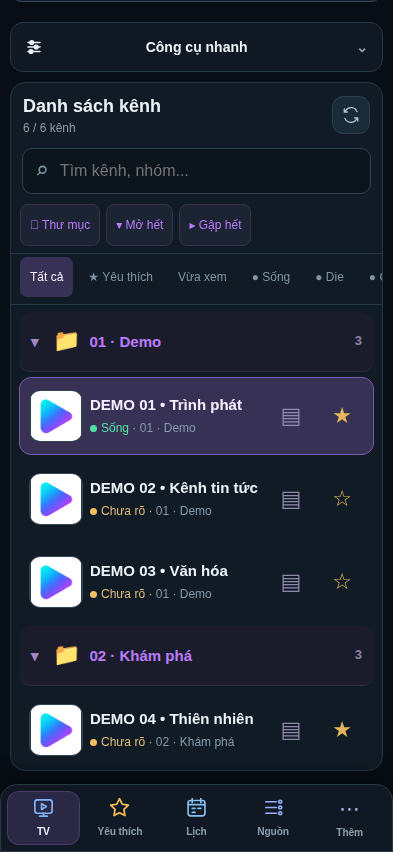 Công cụ nhanh
Danh sách kênh
6 / 6 kênh
Tìm kênh, nhóm...
Thư mục
▾ Mở hết
▸ Gập hết
Tất cả
★ Yêu thích
Vừa xem
● Sống
● Die
▼ 📁 01 · Demo 3
DEMO 01 • Trình phát
● Sống · 01 · Demo
DEMO 02 • Kênh tin tức
● Chưa rõ · 01 · Demo
DEMO 03 • Văn hóa
● Chưa rõ · 01 · Demo
▼ 📁 02 · Khám phá 3
DEMO 04 • Thiên nhiên
● Chưa rõ · 02 · Khám phá
TV
Yêu thích
Lịch
Nguồn
Thêm